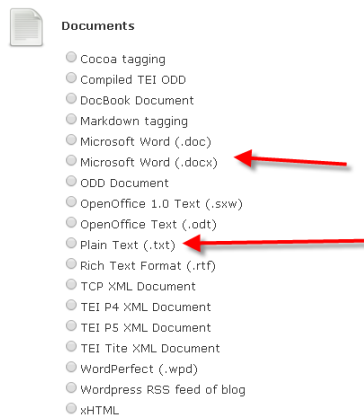 Documents
Cocoa tagging
Compiled TEI ODD
DocBook Document
Markdown tagging
Microsoft Word (.doc)
Microsoft Word (.docx)
ODD Document
OpenOffice 1.0 Text (.sxw)
OpenOffice Text (.odt)
Plain Text (.txt)
Rich Text Format (.rtf)
TCP XML Document
TEI P4 XML Document
TEI P5 XML Document
TEI Tite XML Document
WordPerfect (.wpd)
Wordpress RSS feed of blog
xHTML